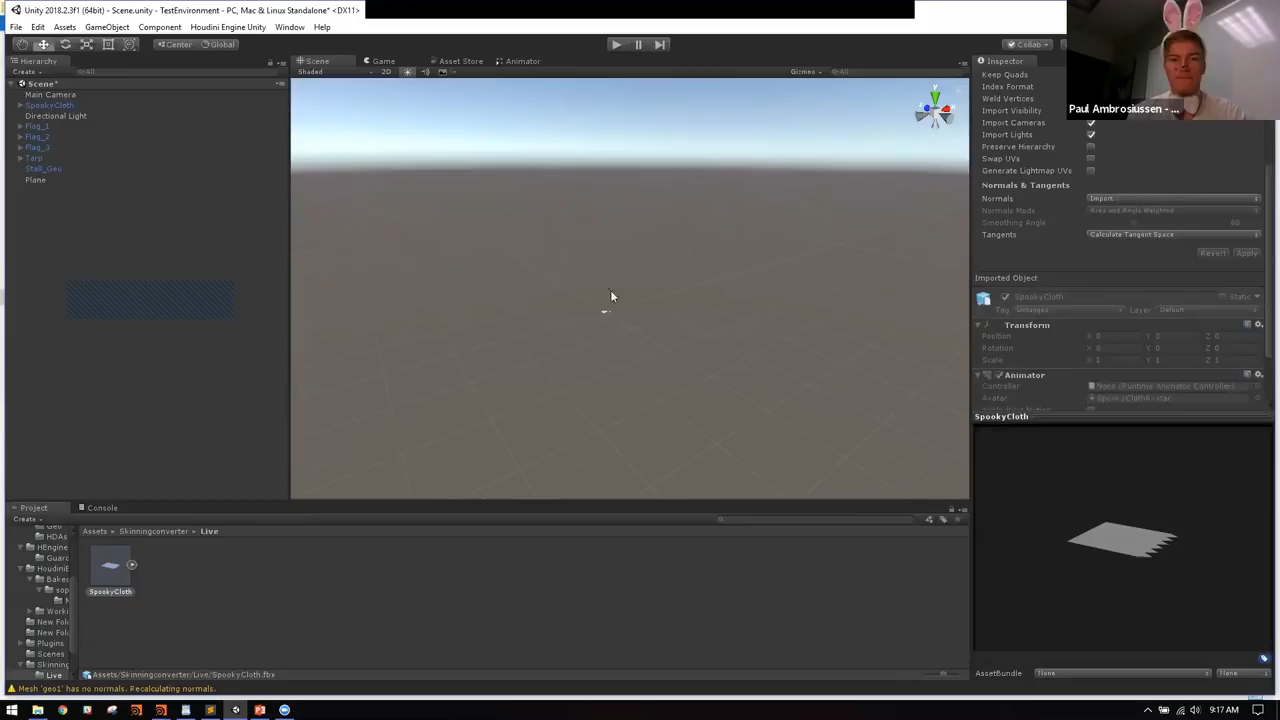 Unity 2018.2.3f1 (64bit) - Scene.unity - TestEnvironment - PC, Mac & Linux Standalone* <DX11>
File Edit Assets GameObject Component Houdini Engine Unity Window Help
Center Global Collab
Hierarchy Scene Game Asset Store Animator Inspector
Create All Shaded 2D Gizmos All
Keep Quads
Index Format
Weld Vertices
Import Visibility
Import Cameras
Import Lights
Preserve Hierarchy
Swap UVs
Generate Lightmap UVs
Paul Ambrosiussen - ...
Scene*
Main Camera
SpookyCloth
Directional Light
Flag_1
Flag_2
Flag_3
Tarp
Stall_Geo
Plane
y
Normals & Tangents
Normals Import
Normals Mode Area and Angle Weighted
Smoothing Angle 60
Tangents Calculate Tangent Space
Revert Apply
Imported Object
SpookyCloth Static
Tag Untagged Layer Default
Transform
Position X 0 Y 0 Z 0
Rotation X 0 Y 0 Z 0
Scale X 1 Y 1 Z 1
Animator
Controller None (Runtime Animator Controller)
Avatar
SpookyCloth
Project Console
Create
Assets Skinningconverter Live
Geo
HDAs
HEngine
Guard
HoudiniE
Bake
sop
Worki
New Fol
New Fol
Plugins
Scenes
Skinning
Live
SpookyCloth
Assets/Skinningconverter/Live/SpookyCloth.fbx
AssetBundle None None
Mesh 'geo1' has no normals. Recalculating normals.
9:17 AM